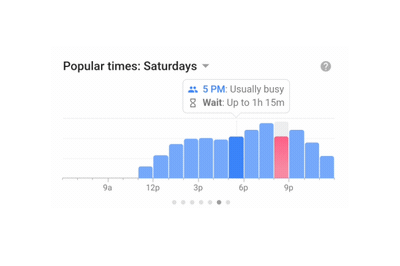 Popular times: Saturdays
?
5 PM: Usually busy
Wait: Up to 1h 15m
9a 12p 3p 6p 9p